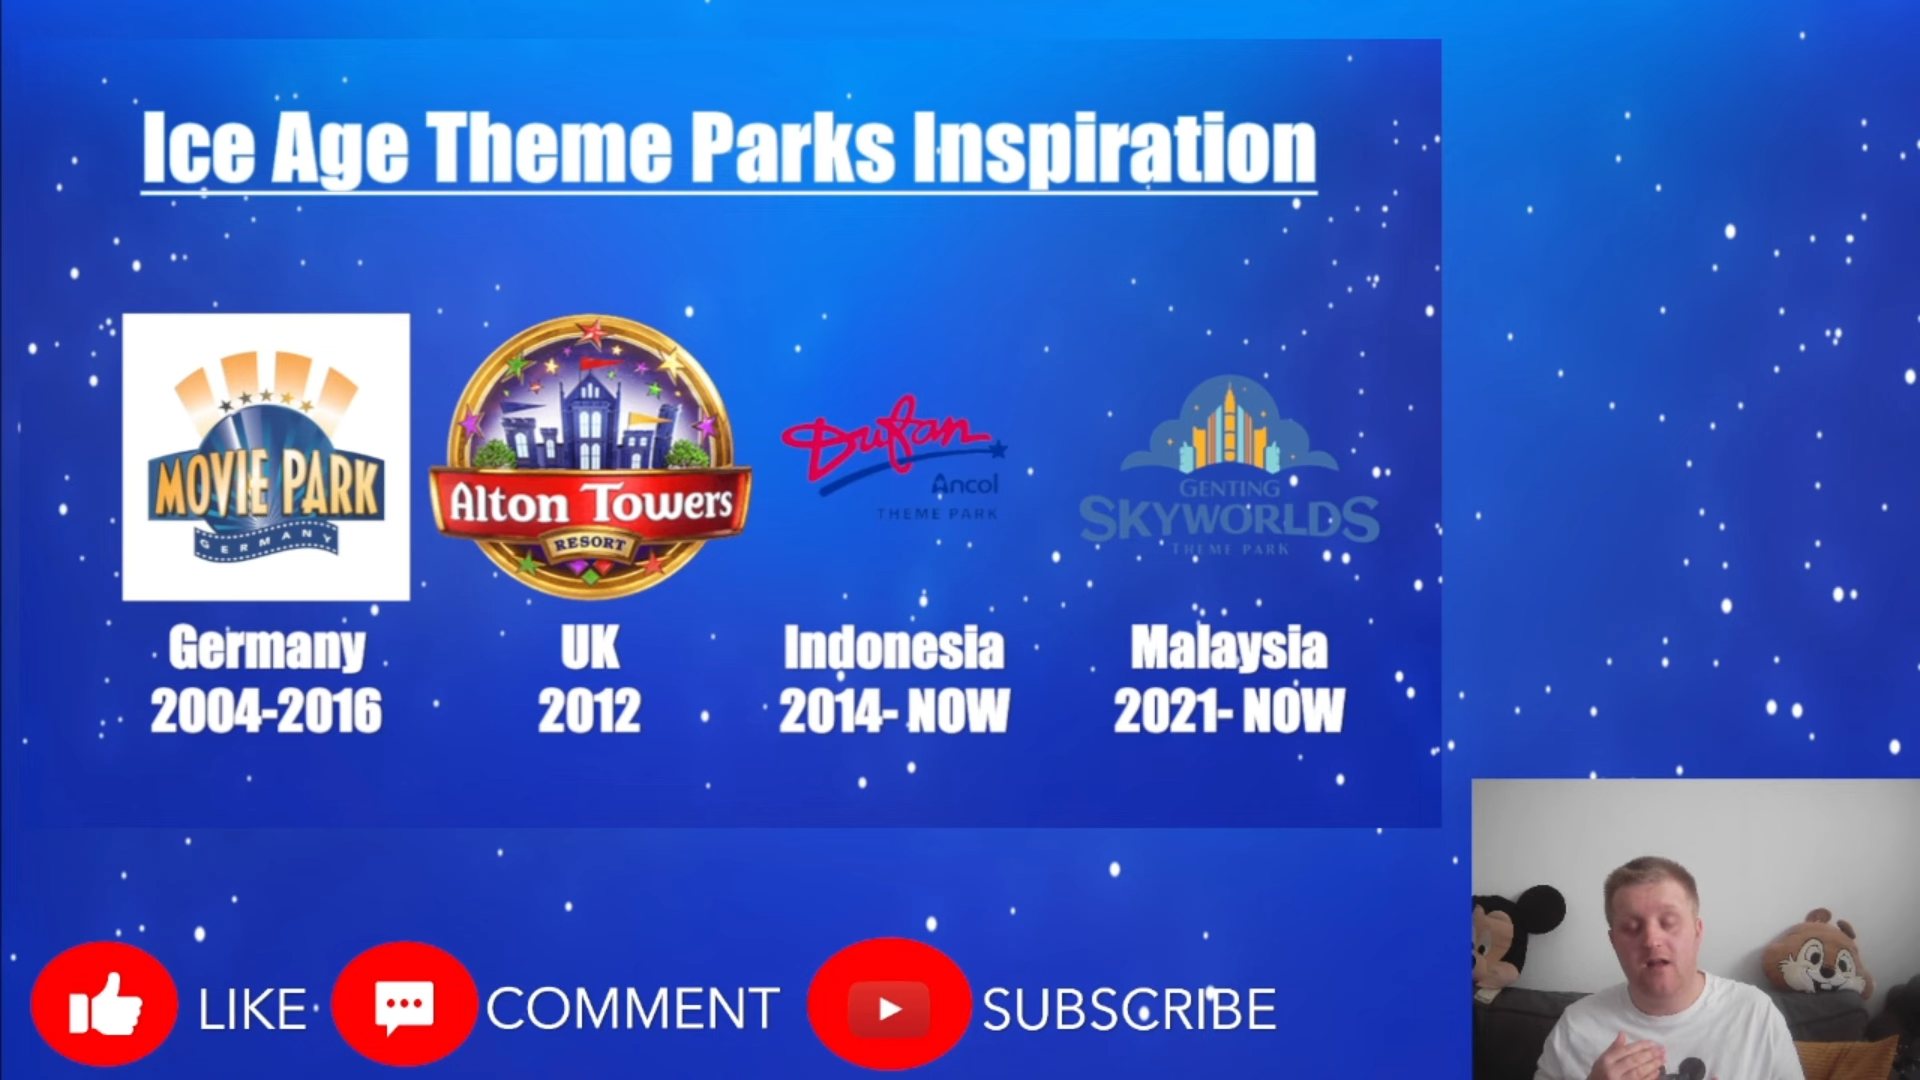 Ice Age Theme Parks Inspiration
MOVIE PARK
GERMANY
Alton Towers
RESORT
Dufan
Ancol
THEME PARK
GENTING
SKYWORLDS
THEME PARK
Germany
2004-2016
UK
2012
Indonesia
2014- NOW
Malaysia
2021- NOW
LIKE
COMMENT
SUBSCRIBE